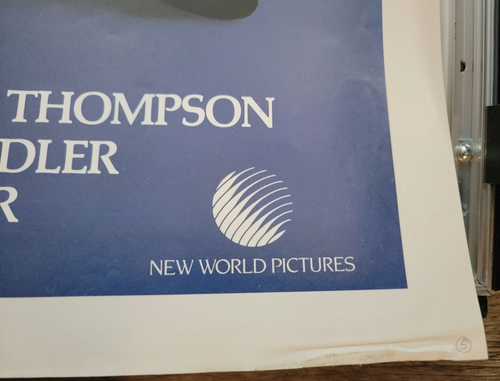 THOMPSON
DLER
R
NEW WORLD PICTURES
5